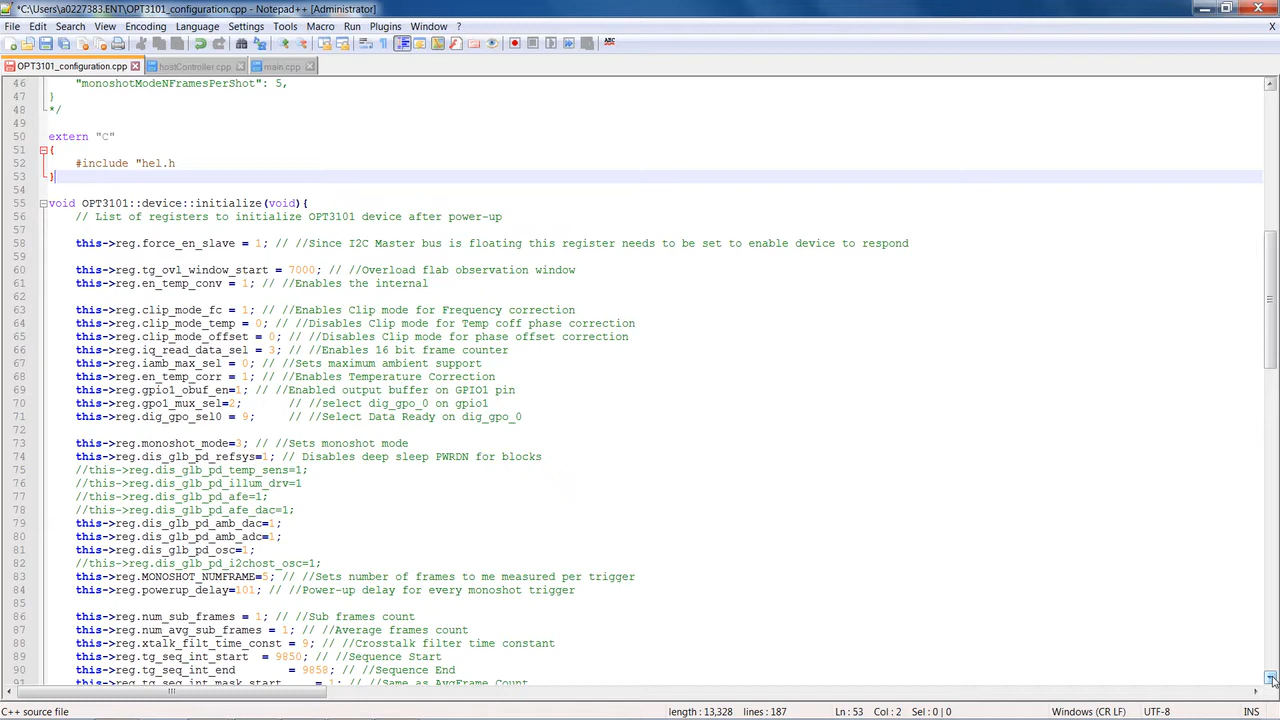 *C:\Users\a0227383.ENT\OPT3101_configuration.cpp - Notepad++ [Administrator]
File Edit Search View Encoding Language Settings Tools Macro Run Plugins Window ? X
OPT3101_configuration.cpp hostController.cpp main.cpp
46 "monoshotModeNFramesPerShot": 5,
47 }
48 */
49
50 extern "C"
51 {
52 #include "hel.h
53 }
54
55 void OPT3101::device::initialize(void){
56 // List of registers to initialize OPT3101 device after power-up
57
58 this->reg.force_en_slave = 1; // //Since I2C Master bus is floating this register needs to be set to enable device to respond
59
60 this->reg.tg_ovl_window_start = 7000; // //Overload flab observation window
61 this->reg.en_temp_conv = 1; // //Enables the internal
62
63 this->reg.clip_mode_fc = 1; // //Enables Clip mode for Frequency correction
64 this->reg.clip_mode_temp = 0; // //Disables Clip mode for Temp coff phase correction
65 this->reg.clip_mode_offset = 0; // //Disables Clip mode for phase offset correction
66 this->reg.iq_read_data_sel = 3; // //Enables 16 bit frame counter
67 this->reg.iamb_max_sel = 0; // //Sets maximum ambient support
68 this->reg.en_temp_corr = 1; // //Enables Temperature Correction
69 this->reg.gpio1_obuf_en=1; // //Enabled output buffer on GPIO1 pin
70 this->reg.gpo1_mux_sel=2; // //select dig_gpo_0 on gpio1
71 this->reg.dig_gpo_sel0 = 9; // //Select Data Ready on dig_gpo_0
72
73 this->reg.monoshot_mode=3; // //Sets monoshot mode
74 this->reg.dis_glb_pd_refsys=1; // Disables deep sleep PWRDN for blocks
75 //this->reg.dis_glb_pd_temp_sens=1;
76 //this->reg.dis_glb_pd_illum_drv=1
77 //this->reg.dis_glb_pd_afe=1;
78 //this->reg.dis_glb_pd_afe_dac=1;
79 this->reg.dis_glb_pd_amb_dac=1;
80 this->reg.dis_glb_pd_amb_adc=1;
81 this->reg.dis_glb_pd_osc=1;
82 //this->reg.dis_glb_pd_i2chost_osc=1;
83 this->reg.MONOSHOT_NUMFRAME=5; // //Sets number of frames to me measured per trigger
84 this->reg.powerup_delay=101; // //Power-up delay for every monoshot trigger
85
86 this->reg.num_sub_frames = 1; // //Sub frames count
87 this->reg.num_avg_sub_frames = 1; // //Average frames count
88 this->reg.xtalk_filt_time_const = 9; // //Crosstalk filter time constant
89 this->reg.tg_seq_int_start = 9850; // //Sequence Start
90 this->reg.tg_seq_int_end = 9858; // //Sequence End
91 this->reg.tg_seq_int_mask_start = 1; // //Same as AvgFrame Count
C++ source file length : 13,328 lines : 187 Ln : 53 Col : 2 Sel : 0 | 0 Windows (CR LF) UTF-8 INS